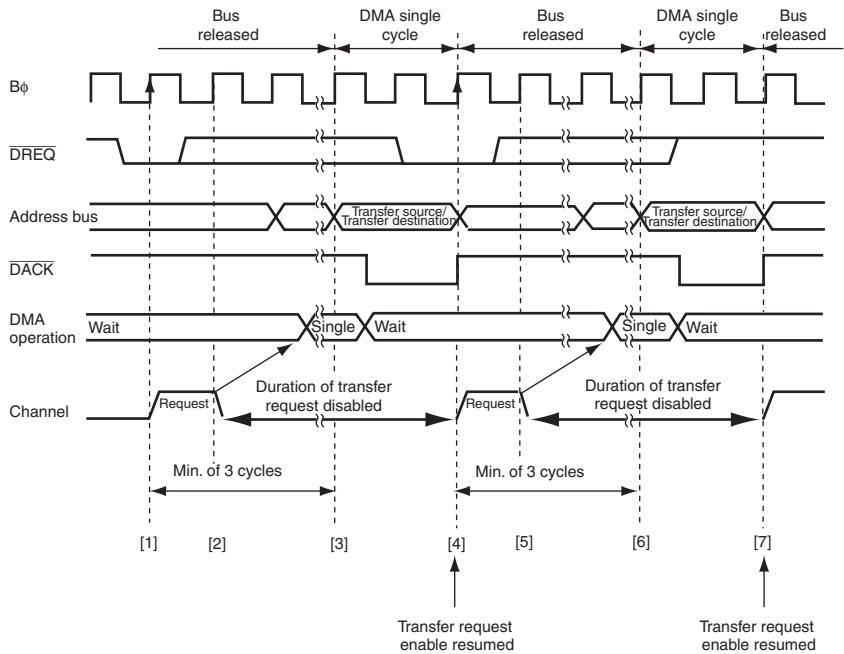 Bus released
DMA single cycle
Bus released
DMA single cycle
Bus released
Bϕ
DREQ
Address bus
Transfer source/
Transfer destination
Transfer source/
Transfer destination
DACK
DMA operation
Wait
Single
Wait
Single
Wait
Channel
Request
Duration of transfer
request disabled
Request
Duration of transfer
request disabled
Min. of 3 cycles
Min. of 3 cycles
[1] [2] [3] [4] [5] [6] [7]
Transfer request
enable resumed
Transfer request
enable resumed